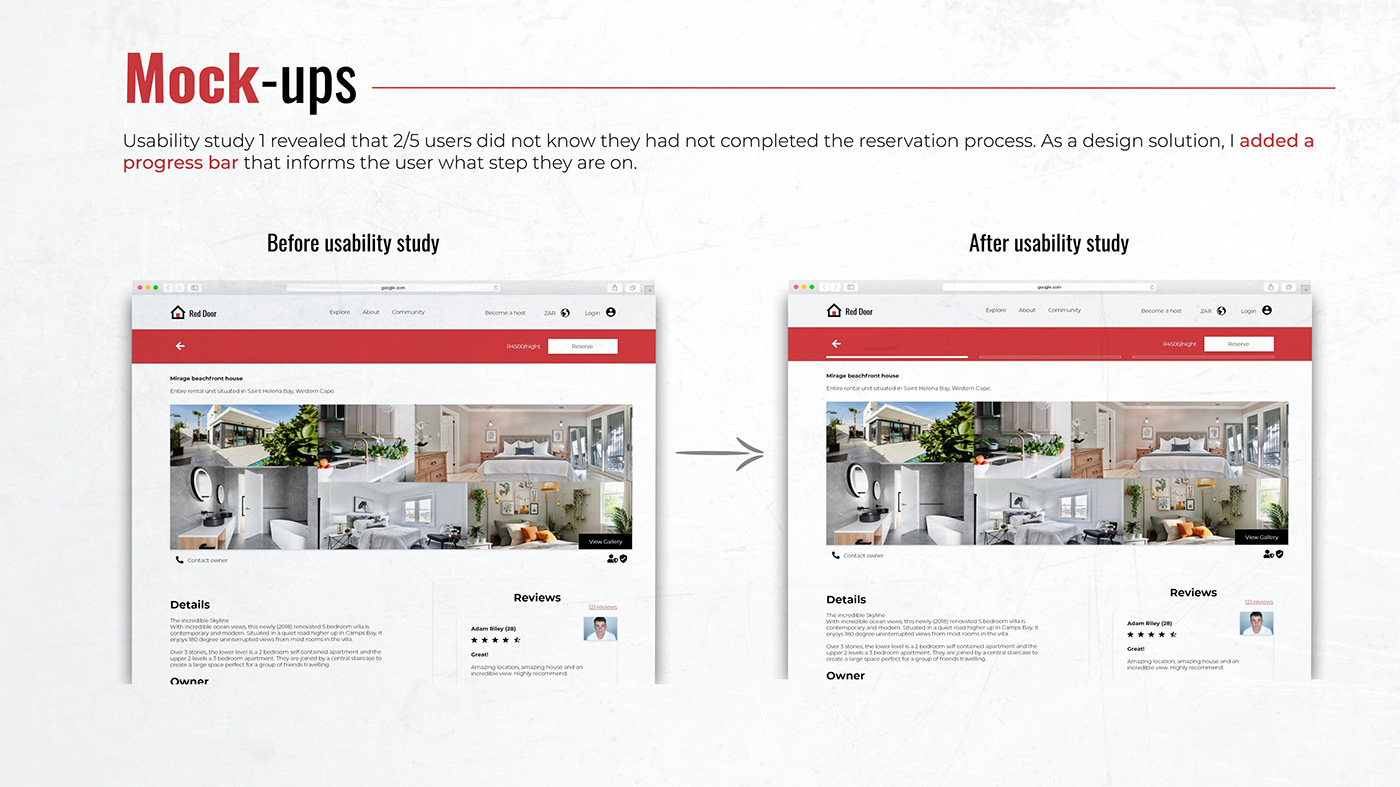 Mock-ups
Usability study 1 revealed that 2/5 users did not know they had not completed the reservation process. As a design solution, I added a
progress bar that informs the user what step they are on.
Before usability study
google.com
Red Door
Explore About Community
Become a host ZAR Login
R4500/night Reserve
Mirage beachfront house
Entire rental unit situated in Saint Helena Bay, Western Cape.
View Gallery
Contact owner
Details
The incredible Skyline
With incredible ocean views, this newly (2018) renovated 5 bedroom villa is
contemporary and modern. Situated in a quiet road higher up in Camps Bay, it
enjoys 180 degree uninterrupted views from most rooms in the villa.
Over 3 stories, the lower level is a 2 bedroom self contained apartment and the
upper 2 levels a 3 bedroom apartment. They are joined by a central staircase to
create a large space perfect for a group of friends travelling.
Owner
Reviews
121 reviews
Adam Riley (28)
Great!
Amazing location, amazing house and an
incredible view. Highly recommend.
After usability study
google.com
Red Door
Explore About Community
Become a host ZAR Login
R4500/night Reserve
Mirage beachfront house
Entire rental unit situated in Saint Helena Bay, Western Cape.
View Gallery
Contact owner
Details
The incredible Skyline
With incredible ocean views, this newly (2018) renovated 5 bedroom villa is
contemporary and modern. Situated in a quiet road higher up in Camps Bay, it
enjoys 180 degree uninterrupted views from most rooms in the villa.
Over 3 stories, the lower level is a 2 bedroom self contained apartment and the
upper 2 levels a 3 bedroom apartment. They are joined by a central staircase to
create a large space perfect for a group of friends travelling.
Owner
Reviews
121 reviews
Adam Riley (28)
Great!
Amazing location, amazing house and an
incredible view. Highly recommend.